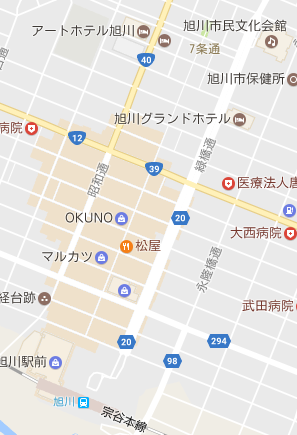 旭川市民文化会館
アートホテル旭川
7条通
40
旭川市保健所
旭川グランドホテル
病院
12
緑橋通
39
昭和通
医療法人唐
OKUNO
20
大西病院
松屋
マルカツ
永隆橋通
経台跡
武田病院
20
294
98
旭川駅前
旭川
宗谷本線